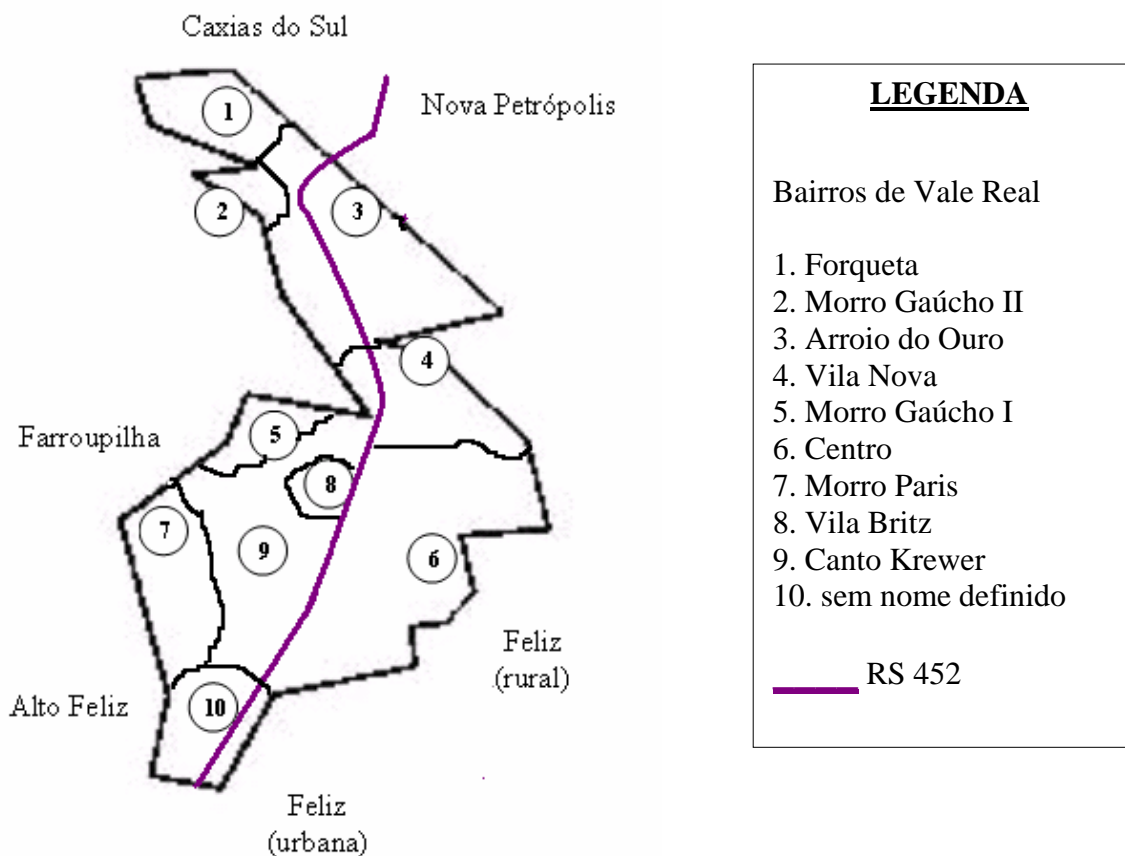 Caxias do Sul
Nova Petrópolis
1
2
3
4
Farroupilha
5
8
7
9
6
Feliz
(rural)
Alto Feliz
10
Feliz
(urbana)
LEGENDA
Bairros de Vale Real
1. Forqueta
2. Morro Gaúcho II
3. Arroio do Ouro
4. Vila Nova
5. Morro Gaúcho I
6. Centro
7. Morro Paris
8. Vila Britz
9. Canto Krewer
10. sem nome definido
RS 452